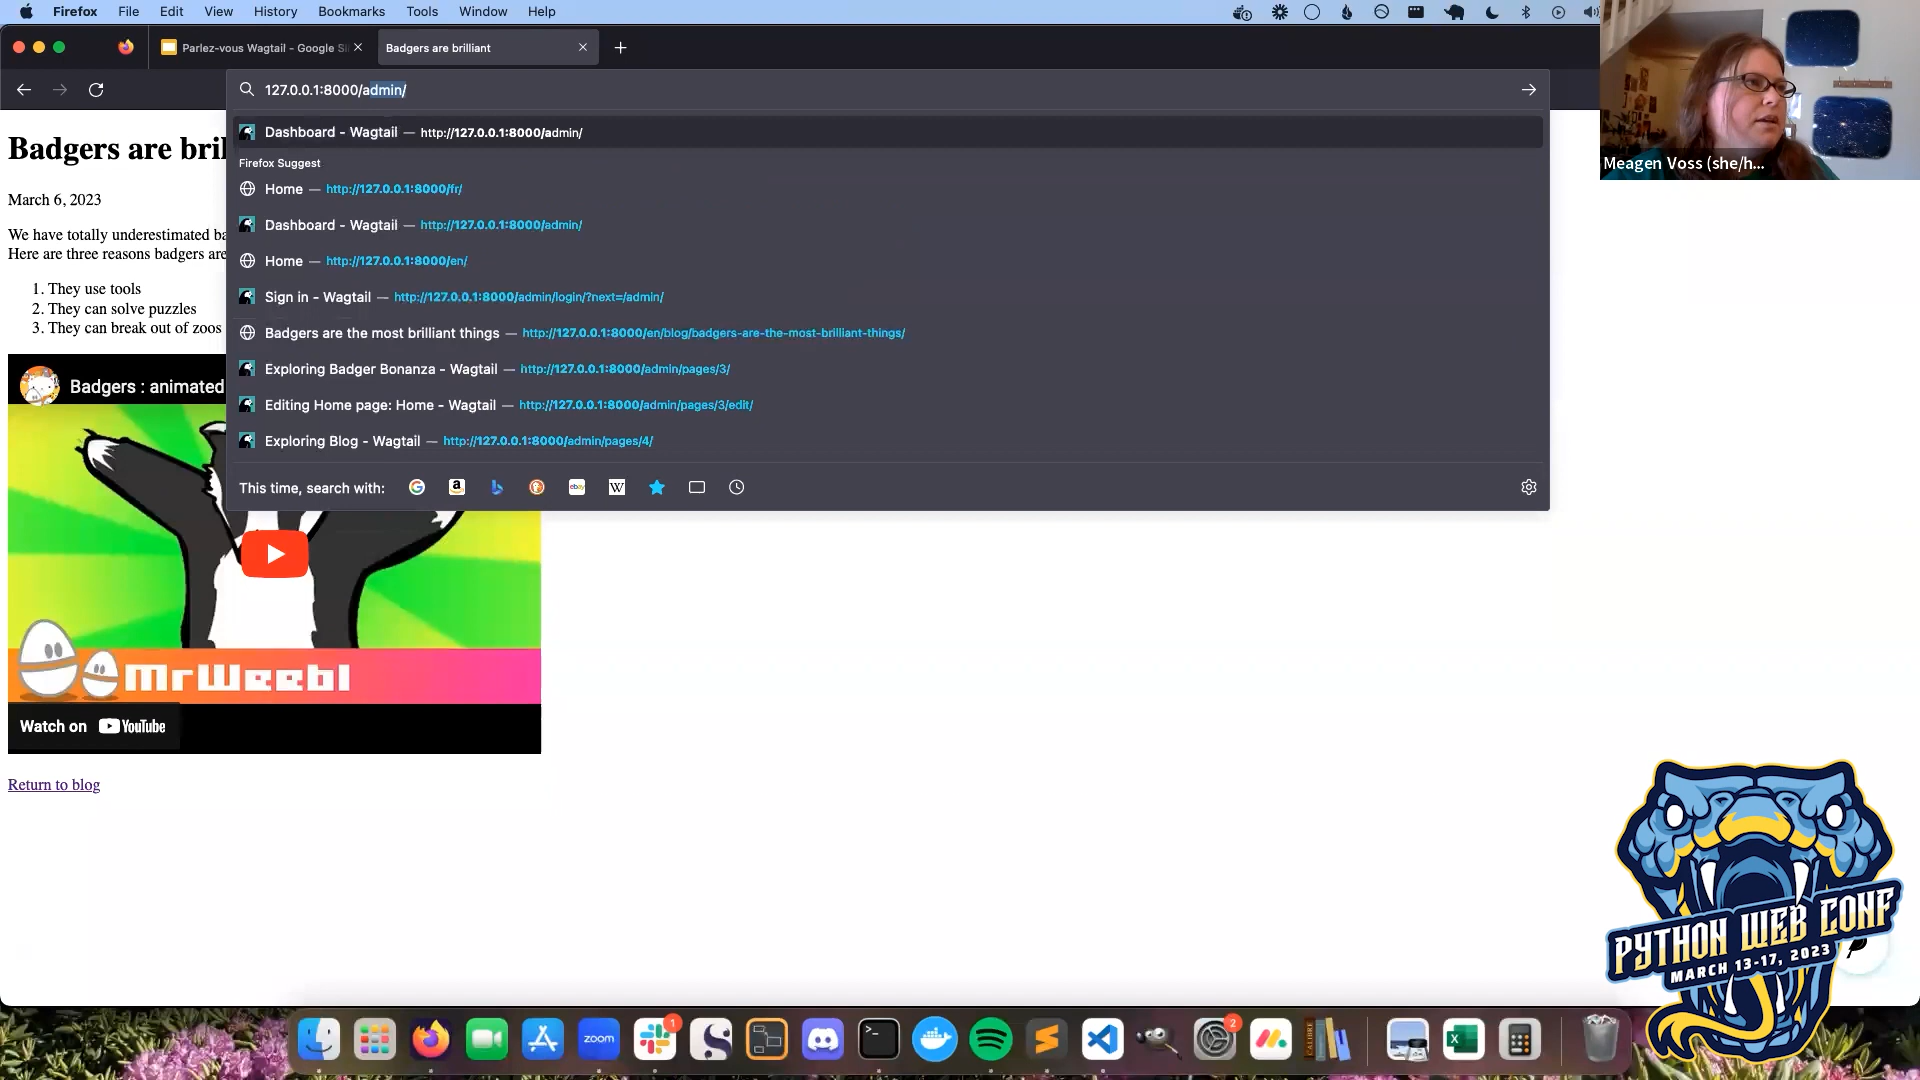 Firefox File Edit View History Bookmarks Tools Window Help
Parlez-vous Wagtail - Google Sli
Badgers are brilliant
127.0.0.1:8000/admin/
Dashboard - Wagtail — http://127.0.0.1:8000/admin/
Firefox Suggest
Home — http://127.0.0.1:8000/fr/
Dashboard - Wagtail — http://127.0.0.1:8000/admin/
Home — http://127.0.0.1:8000/en/
Sign in - Wagtail — http://127.0.0.1:8000/admin/login/?next=/admin/
Badgers are the most brilliant things — http://127.0.0.1:8000/en/blog/badgers-are-the-most-brilliant-things/
Exploring Badger Bonanza - Wagtail — http://127.0.0.1:8000/admin/pages/3/
Editing Home page: Home - Wagtail — http://127.0.0.1:8000/admin/pages/3/edit/
Exploring Blog - Wagtail — http://127.0.0.1:8000/admin/pages/4/
This time, search with:
Meagen Voss (she/h...
Badgers are bril
March 6, 2023
We have totally underestimated ba
Here are three reasons badgers are
1. They use tools
2. They can solve puzzles
3. They can break out of zoos
Badgers : animated
MrWeebl
Watch on YouTube
Return to blog
PYTHON WEB CONF
MARCH 13-17, 2023
zoom
1
2